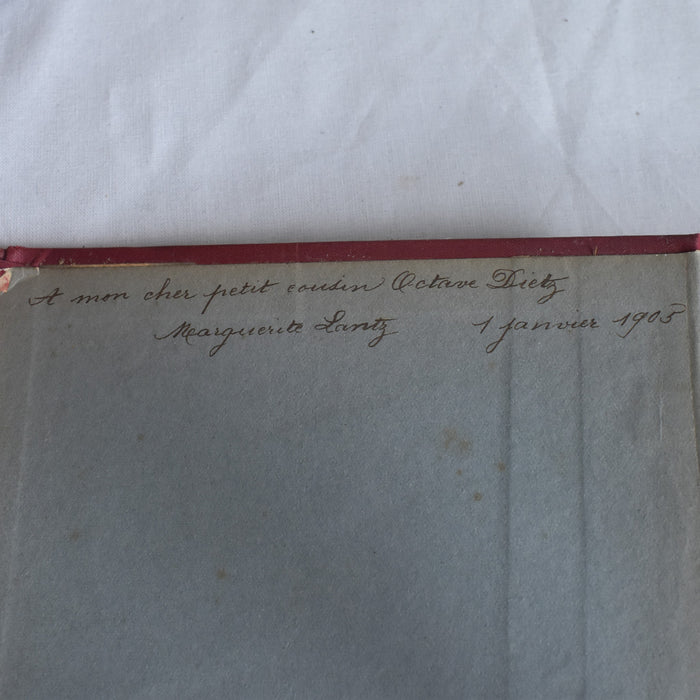 A mon cher petit cousin Octave Dietz
Marguerite Lantz 1 janvier 1905